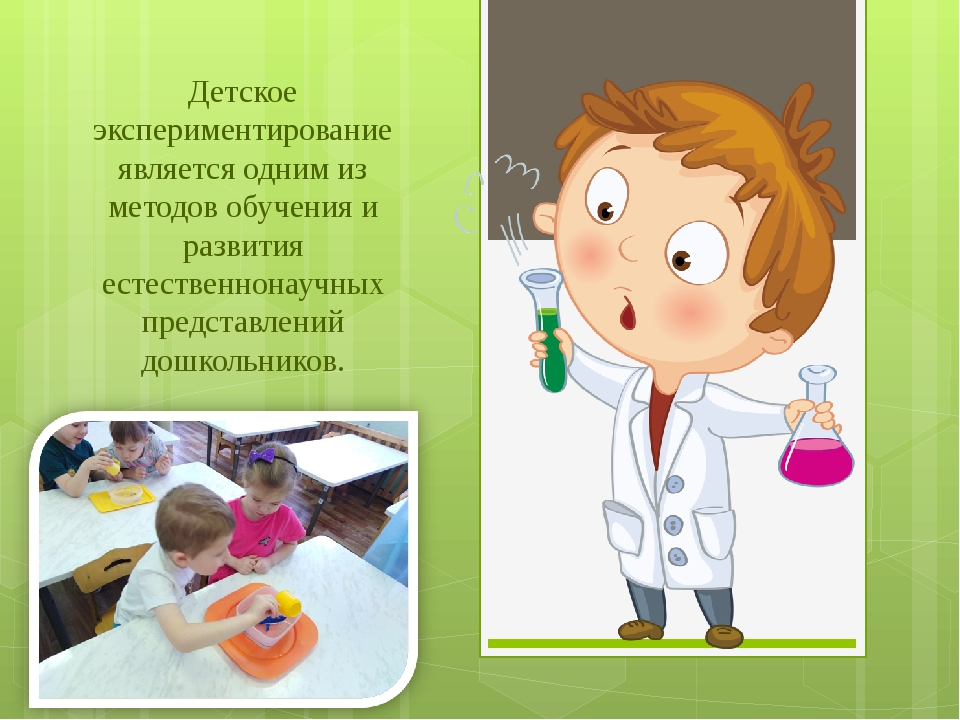 Детское
экспериментирование
является одним из
методов обучения и
развития
естественнонаучных
представлений
дошкольников.